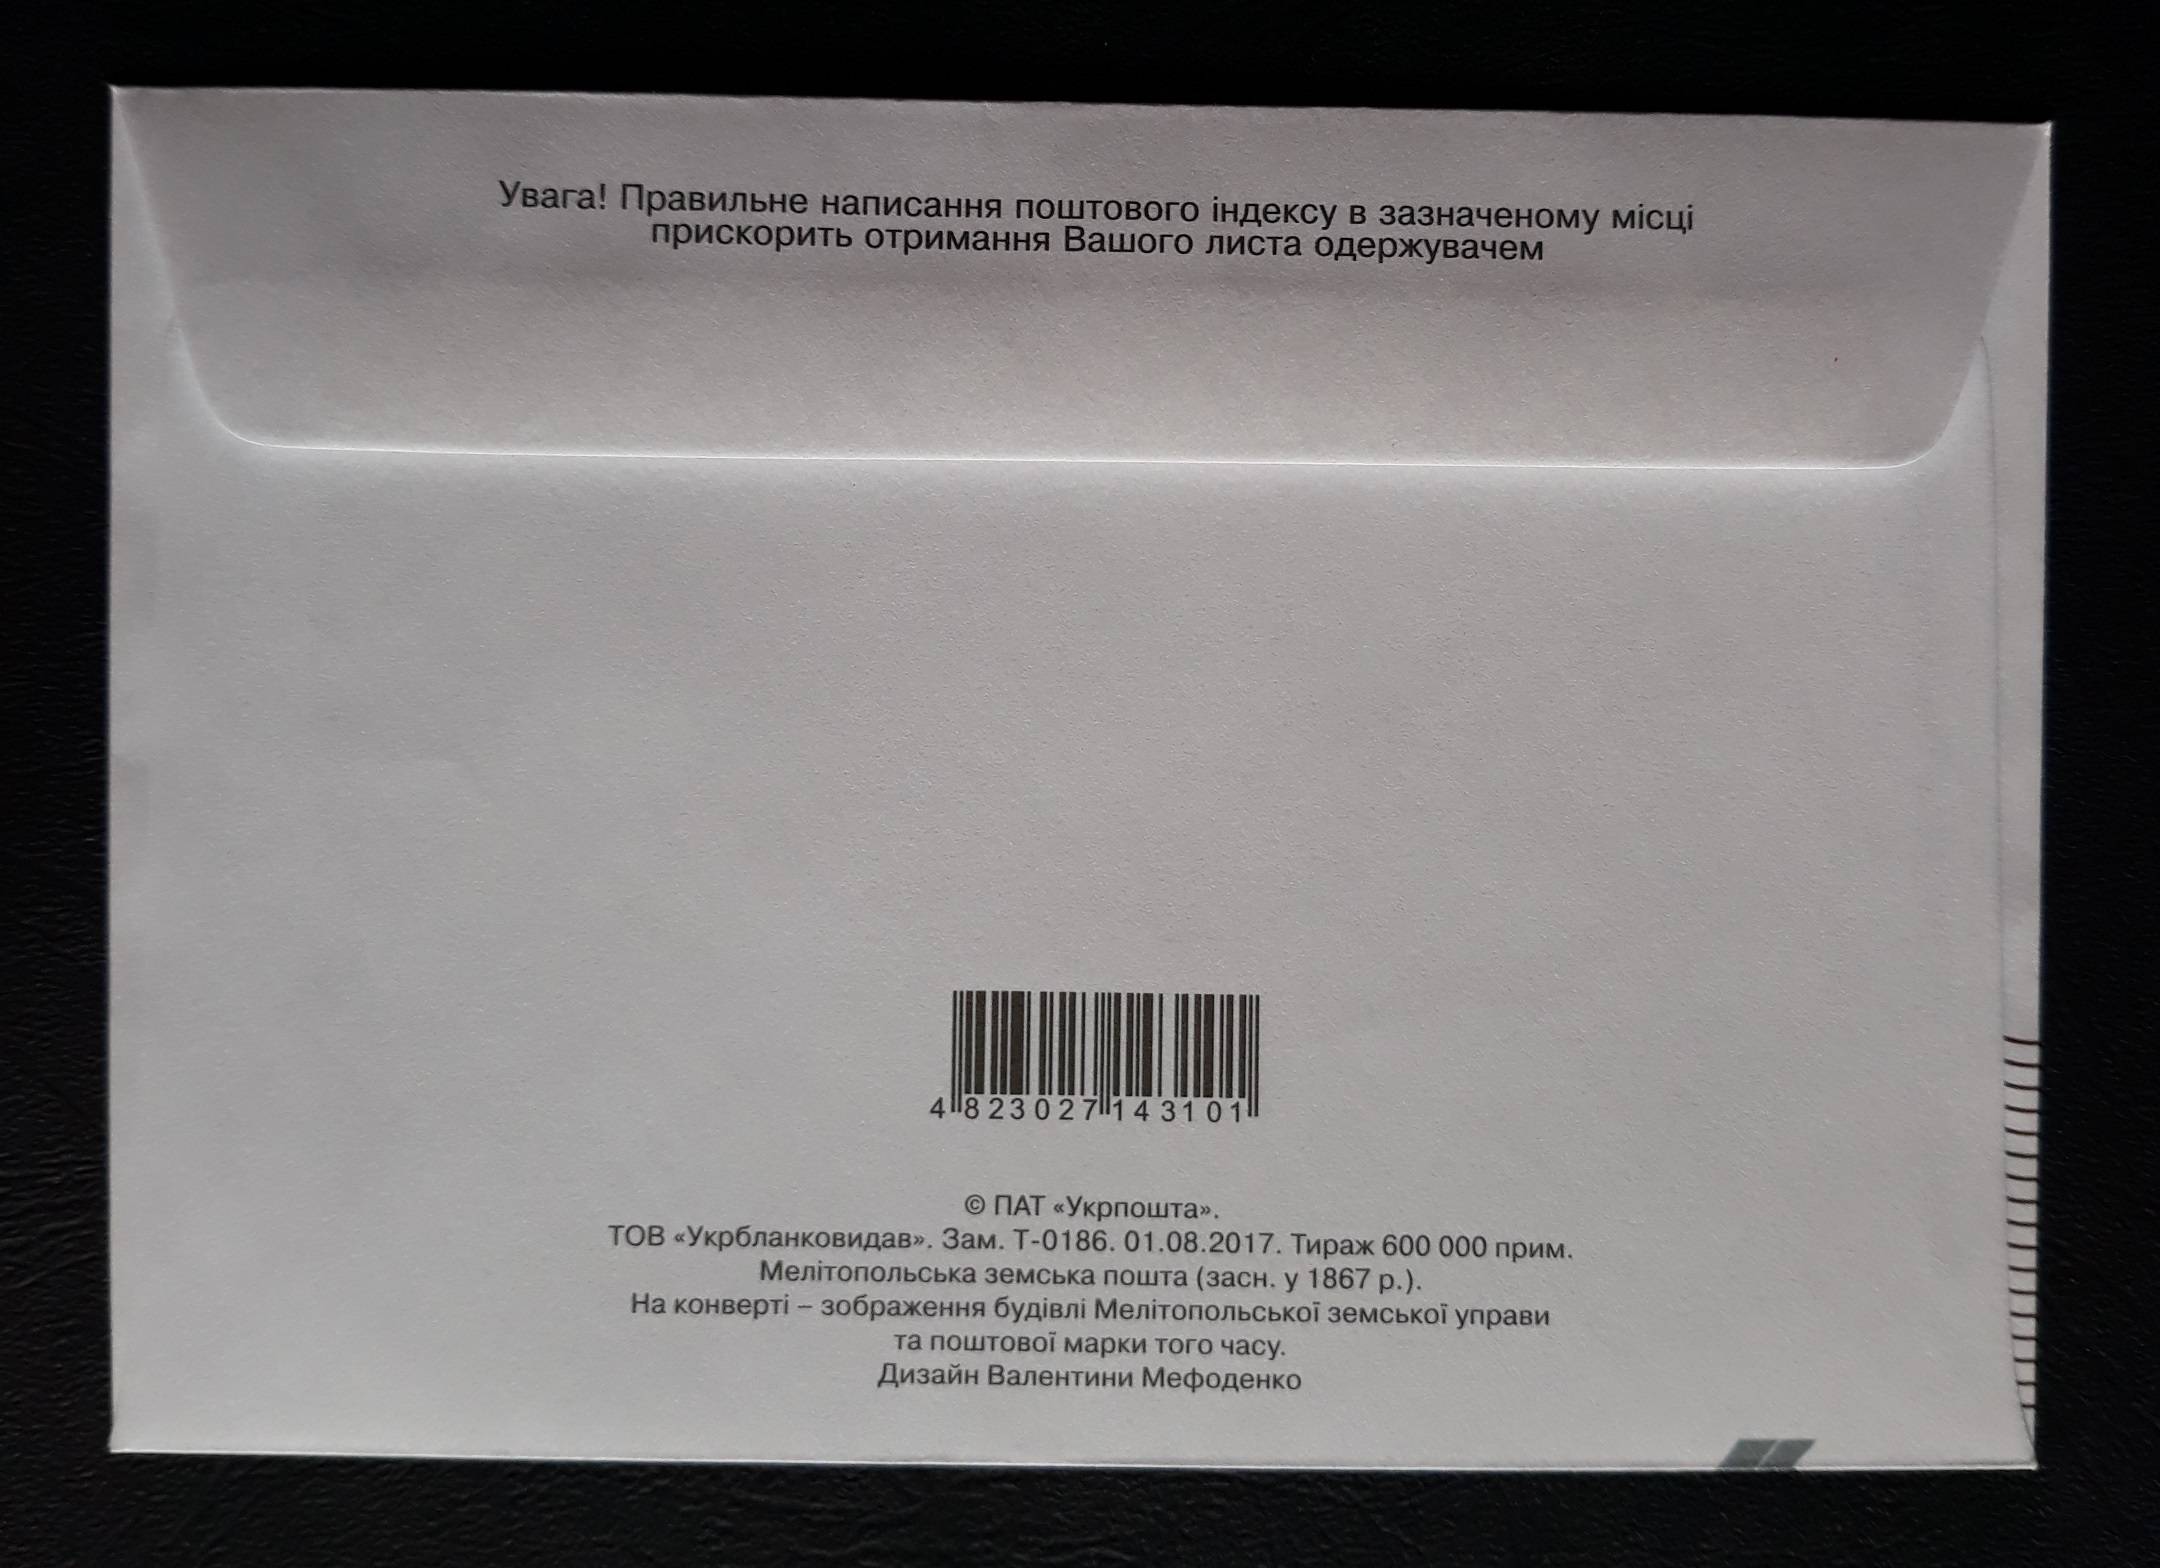 Увага! Правильне написання поштового індексу в зазначеному місці
прискорить отримання Вашого листа одержувачем
4 823027 143101
© ПАТ «Укрпошта».
ТОВ «Укрбланковидав». Зам. Т-0186. 01.08.2017. Тираж 600 000 прим.
Мелітопольська земська пошта (засн. у 1867 р.).
На конверті – зображення будівлі Мелітопольської земської управи
та поштової марки того часу.
Дизайн Валентини Мефоденко